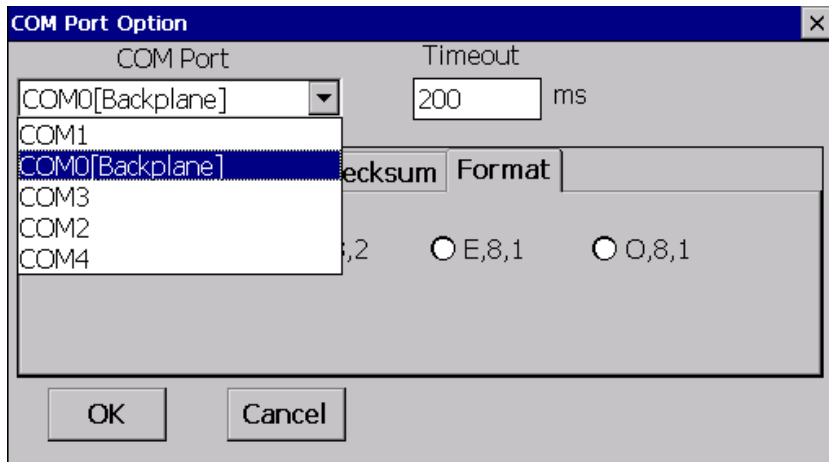 COM Port Option
COM Port Timeout
COM0[Backplane] 200 ms
COM1
COM0[Backplane]
COM3
COM2
COM4
ecksum Format
,2 E,8,1 O,8,1
OK Cancel